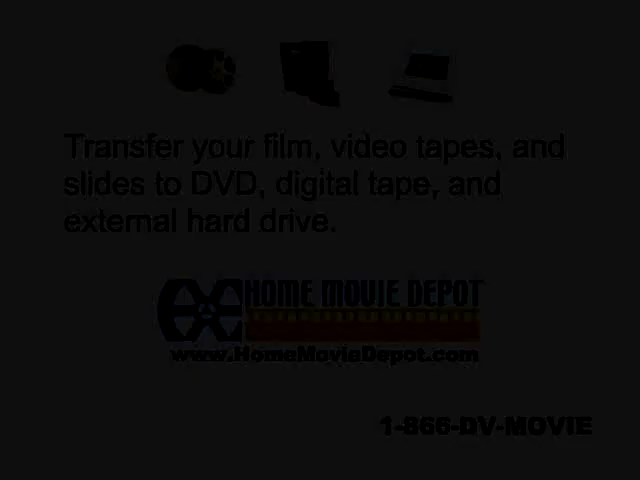 Transfer your film, video tapes, and
slides to DVD, digital tape, and
external hard drive.
HOME MOVIE DEPOT
www.HomeMovieDepot.com
1-866-DV-MOVIE